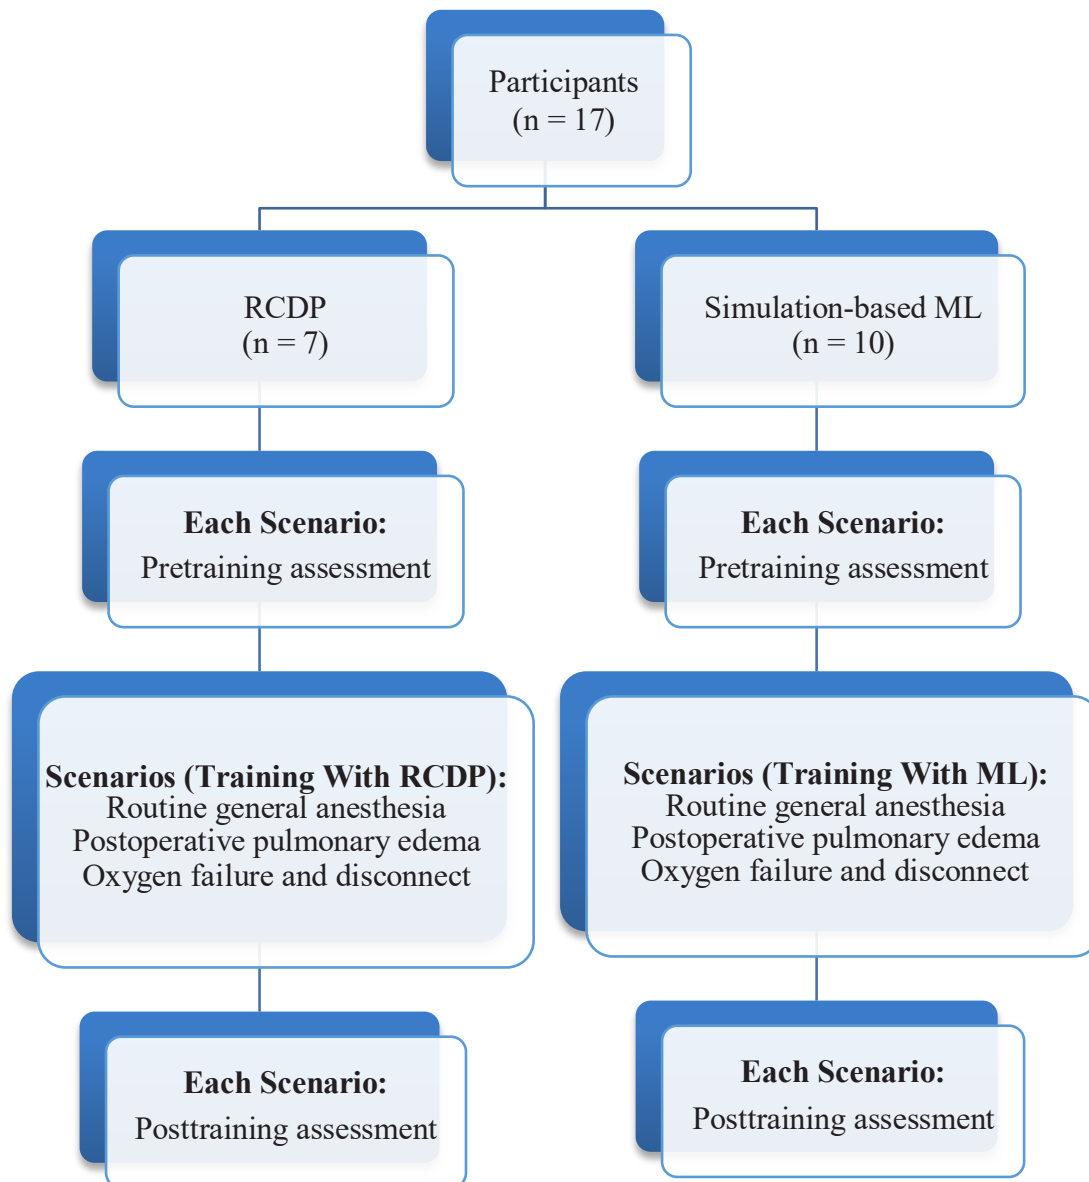 Participants
(n = 17)
RCDP
(n = 7)
Simulation-based ML
(n = 10)
Each Scenario:
Pretraining assessment
Each Scenario:
Pretraining assessment
Scenarios (Training With RCDP):
Routine general anesthesia
Postoperative pulmonary edema
Oxygen failure and disconnect
Scenarios (Training With ML):
Routine general anesthesia
Postoperative pulmonary edema
Oxygen failure and disconnect
Each Scenario:
Posttraining assessment
Each Scenario:
Posttraining assessment